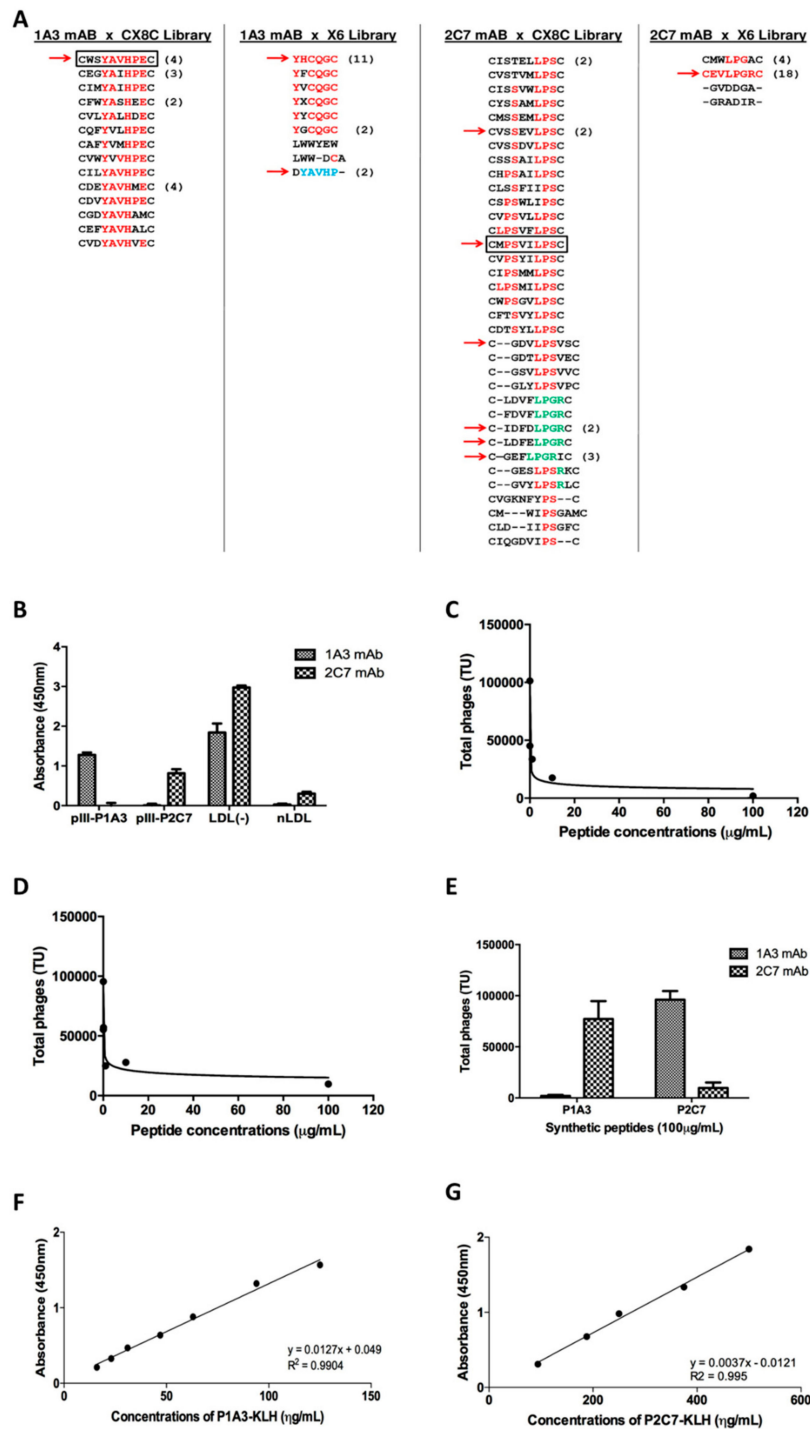 A
1A3 mAB x CX8C Library
CWSYAVHPEC (4)
CEGYAIHPEC (3)
CIMYAIHPEC
CFWYASHEEC (2)
CVLYALHDEC
CQFYVLHPEC
CAFYVMHPEC
CVWYVVHPEC
CILYAVHPEC
CDEYAVHMEC (4)
CDVYAVHPEC
CGDYAVHAMC
CEFYAVHALC
CVDYAVHVEC
1A3 mAB x X6 Library
YHCQGC (11)
YFCQGC
YVCQGC
YXCQGC
YCCQGC
YGCQGC (2)
LWWYEW
LWW-DCA
DYAVHP- (2)
2C7 mAB x CX8C Library
CISTELLPSC (2)
CVSTVMLPSC
CISSVWLPSC
CYSSAMLPSC
CMSSEMLPSC
CVSSEVLPSC (2)
CVSSDVLPSC
CSSSAILPSC
CHPSAILPSC
CLSSFIIPSC
CPSWLIPSC
CVPSVLLPSC
CLPSVFLPSC
CMPSVILPSC
CVPSYILPSC
CIPSMMLPSC
CLPSMILPSC
CWPSGVLPSC
CFTSVYLPSC
CDTSYLLPSC
C--GDVLPSVSC
C--GDTLPSVEC
C--GSVLPSVVC
C--GLYLPSVPC
C-LDVFLPGRC
C-FDVFLPGRC
C-IDFDLPGRC (2)
C-LDFELPGRC
C-GEFLPGRIC (3)
C--GESLPSRKC
C--GVYLPSRLC
CVGKNFYPS--C
CM---WIPSGAMC
CLD--IIPSGFC
CIQGDVIPS--C
2C7 mAB x X6 Library
CMWLPGAC (4)
CEVLPGRC (18)
-GVDDGA-
-GRADIR-
B
Absorbance (450nm)
4
3
2
1
0
pIII-P1A3 pIII-P2C7 LDL(-) nLDL
1A3 mAb
2C7 mAb
C
Total phages (TU)
150000
100000
50000
0
0 20 40 60 80 100 120
Peptide concentrations (µg/mL)
D
Total phages (TU)
150000
100000
50000
0
0 20 40 60 80 100 120
Peptide concentrations (µg/mL)
E
Total phages (TU)
150000
100000
50000
0
P1A3 P2C7
Synthetic peptides (100µg/mL)
1A3 mAb
2C7 mAb
F
Absorbance (450nm)
2
1
0
0 50 100 150
y = 0.0127x + 0.049
R² = 0.9904
Concentrations of P1A3-KLH (ηg/mL)
G
Absorbance (450nm)
2
1
0
0 200 400 600
y = 0.0037x - 0.0121
R2 = 0.995
Concentrations of P2C7-KLH (ηg/mL)